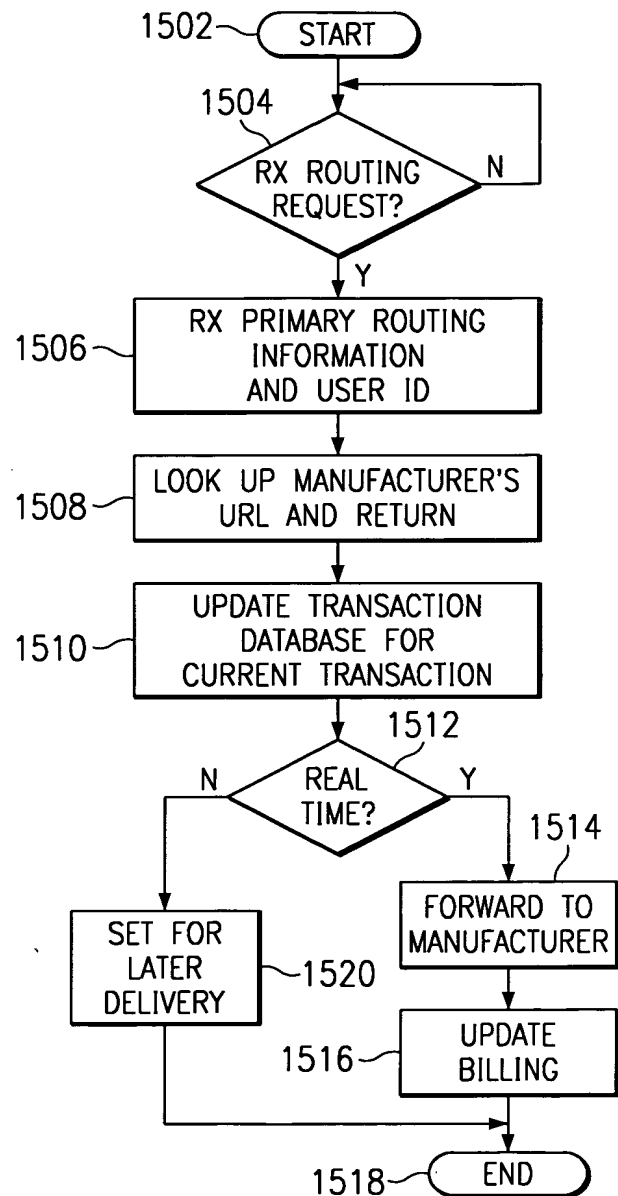 1502
START
1504
RX ROUTING
REQUEST?
N
Y
1506
RX PRIMARY ROUTING
INFORMATION
AND USER ID
1508
LOOK UP MANUFACTURER'S
URL AND RETURN
1510
UPDATE TRANSACTION
DATABASE FOR
CURRENT TRANSACTION
1512
REAL
TIME?
N
Y
1514
FORWARD TO
MANUFACTURER
SET FOR
LATER
DELIVERY
1520
1516
UPDATE
BILLING
1518
END